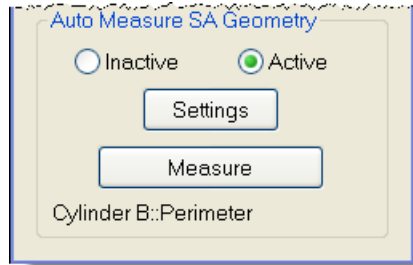 Auto Measure SA Geometry
Inactive Active
Settings
Measure
Cylinder B::Perimeter